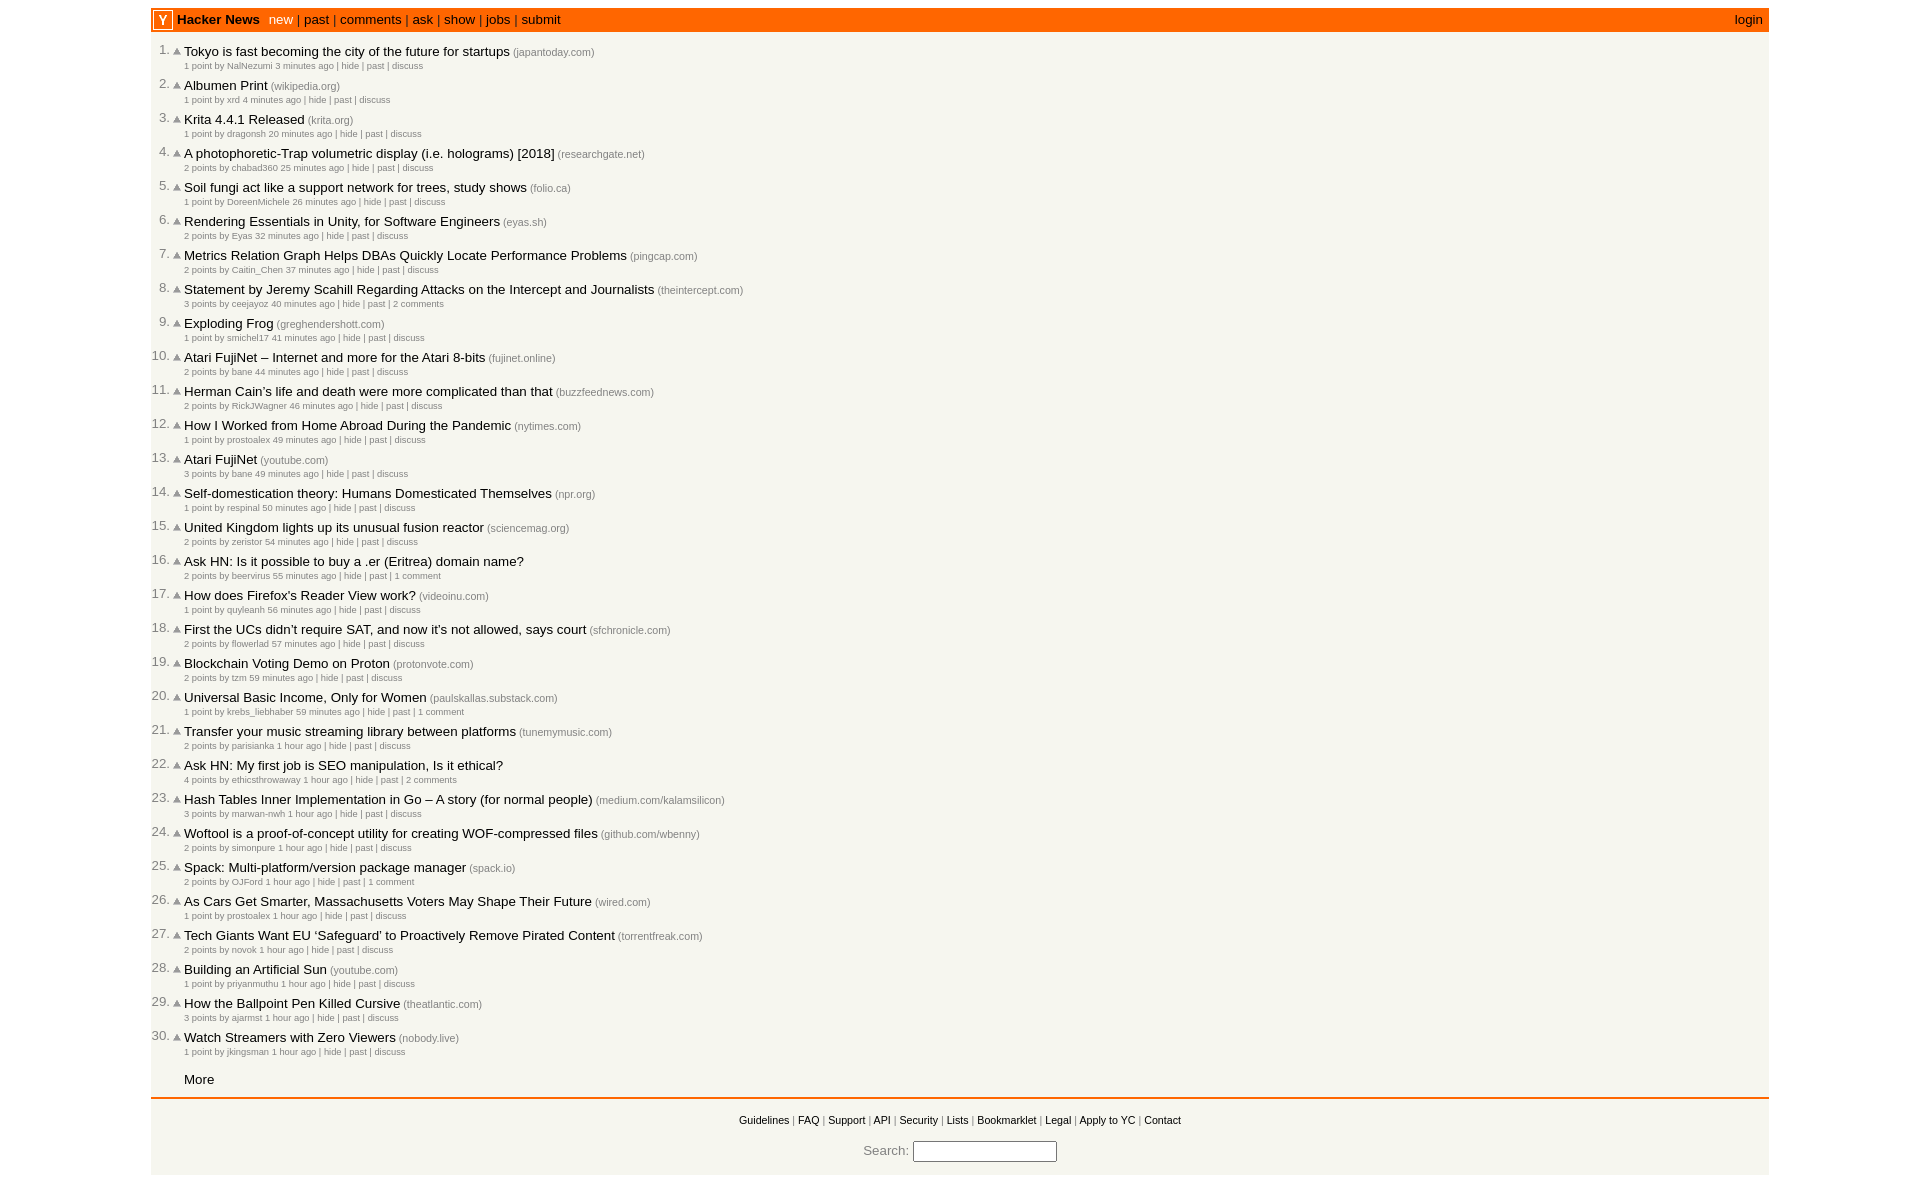 Y Hacker News new | past | comments | ask | show | jobs | submit login
1. Tokyo is fast becoming the city of the future for startups (japantoday.com)
1 point by NalNezumi 3 minutes ago | hide | past | discuss
2. Albumen Print (wikipedia.org)
1 point by xrd 4 minutes ago | hide | past | discuss
3. Krita 4.4.1 Released (krita.org)
1 point by dragonsh 20 minutes ago | hide | past | discuss
4. A photophoretic-Trap volumetric display (i.e. holograms) [2018] (researchgate.net)
2 points by chabad360 25 minutes ago | hide | past | discuss
5. Soil fungi act like a support network for trees, study shows (folio.ca)
1 point by DoreenMichele 26 minutes ago | hide | past | discuss
6. Rendering Essentials in Unity, for Software Engineers (eyas.sh)
2 points by Eyas 32 minutes ago | hide | past | discuss
7. Metrics Relation Graph Helps DBAs Quickly Locate Performance Problems (pingcap.com)
2 points by Caitin_Chen 37 minutes ago | hide | past | discuss
8. Statement by Jeremy Scahill Regarding Attacks on the Intercept and Journalists (theintercept.com)
3 points by ceejayoz 40 minutes ago | hide | past | 2 comments
9. Exploding Frog (greghendershott.com)
1 point by smichel17 41 minutes ago | hide | past | discuss
10. Atari FujiNet – Internet and more for the Atari 8-bits (fujinet.online)
2 points by bane 44 minutes ago | hide | past | discuss
11. Herman Cain’s life and death were more complicated than that (buzzfeednews.com)
2 points by RickJWagner 46 minutes ago | hide | past | discuss
12. How I Worked from Home Abroad During the Pandemic (nytimes.com)
1 point by prostoalex 49 minutes ago | hide | past | discuss
13. Atari FujiNet (youtube.com)
3 points by bane 49 minutes ago | hide | past | discuss
14. Self-domestication theory: Humans Domesticated Themselves (npr.org)
1 point by respinal 50 minutes ago | hide | past | discuss
15. United Kingdom lights up its unusual fusion reactor (sciencemag.org)
2 points by zeristor 54 minutes ago | hide | past | discuss
16. Ask HN: Is it possible to buy a .er (Eritrea) domain name?
2 points by beervirus 55 minutes ago | hide | past | 1 comment
17. How does Firefox's Reader View work? (videoinu.com)
1 point by quyleanh 56 minutes ago | hide | past | discuss
18. First the UCs didn’t require SAT, and now it’s not allowed, says court (sfchronicle.com)
2 points by flowerlad 57 minutes ago | hide | past | discuss
19. Blockchain Voting Demo on Proton (protonvote.com)
2 points by tzm 59 minutes ago | hide | past | discuss
20. Universal Basic Income, Only for Women (paulskallas.substack.com)
1 point by krebs_liebhaber 59 minutes ago | hide | past | 1 comment
21. Transfer your music streaming library between platforms (tunemymusic.com)
2 points by parisianka 1 hour ago | hide | past | discuss
22. Ask HN: My first job is SEO manipulation, Is it ethical?
4 points by ethicsthrowaway 1 hour ago | hide | past | 2 comments
23. Hash Tables Inner Implementation in Go – A story (for normal people) (medium.com/kalamsilicon)
3 points by marwan-nwh 1 hour ago | hide | past | discuss
24. Woftool is a proof-of-concept utility for creating WOF-compressed files (github.com/wbenny)
2 points by simonpure 1 hour ago | hide | past | discuss
25. Spack: Multi-platform/version package manager (spack.io)
2 points by OJFord 1 hour ago | hide | past | 1 comment
26. As Cars Get Smarter, Massachusetts Voters May Shape Their Future (wired.com)
1 point by prostoalex 1 hour ago | hide | past | discuss
27. Tech Giants Want EU ‘Safeguard’ to Proactively Remove Pirated Content (torrentfreak.com)
2 points by novok 1 hour ago | hide | past | discuss
28. Building an Artificial Sun (youtube.com)
1 point by priyanmuthu 1 hour ago | hide | past | discuss
29. How the Ballpoint Pen Killed Cursive (theatlantic.com)
3 points by ajarmst 1 hour ago | hide | past | discuss
30. Watch Streamers with Zero Viewers (nobody.live)
1 point by jkingsman 1 hour ago | hide | past | discuss
More
Guidelines | FAQ | Support | API | Security | Lists | Bookmarklet | Legal | Apply to YC | Contact
Search: